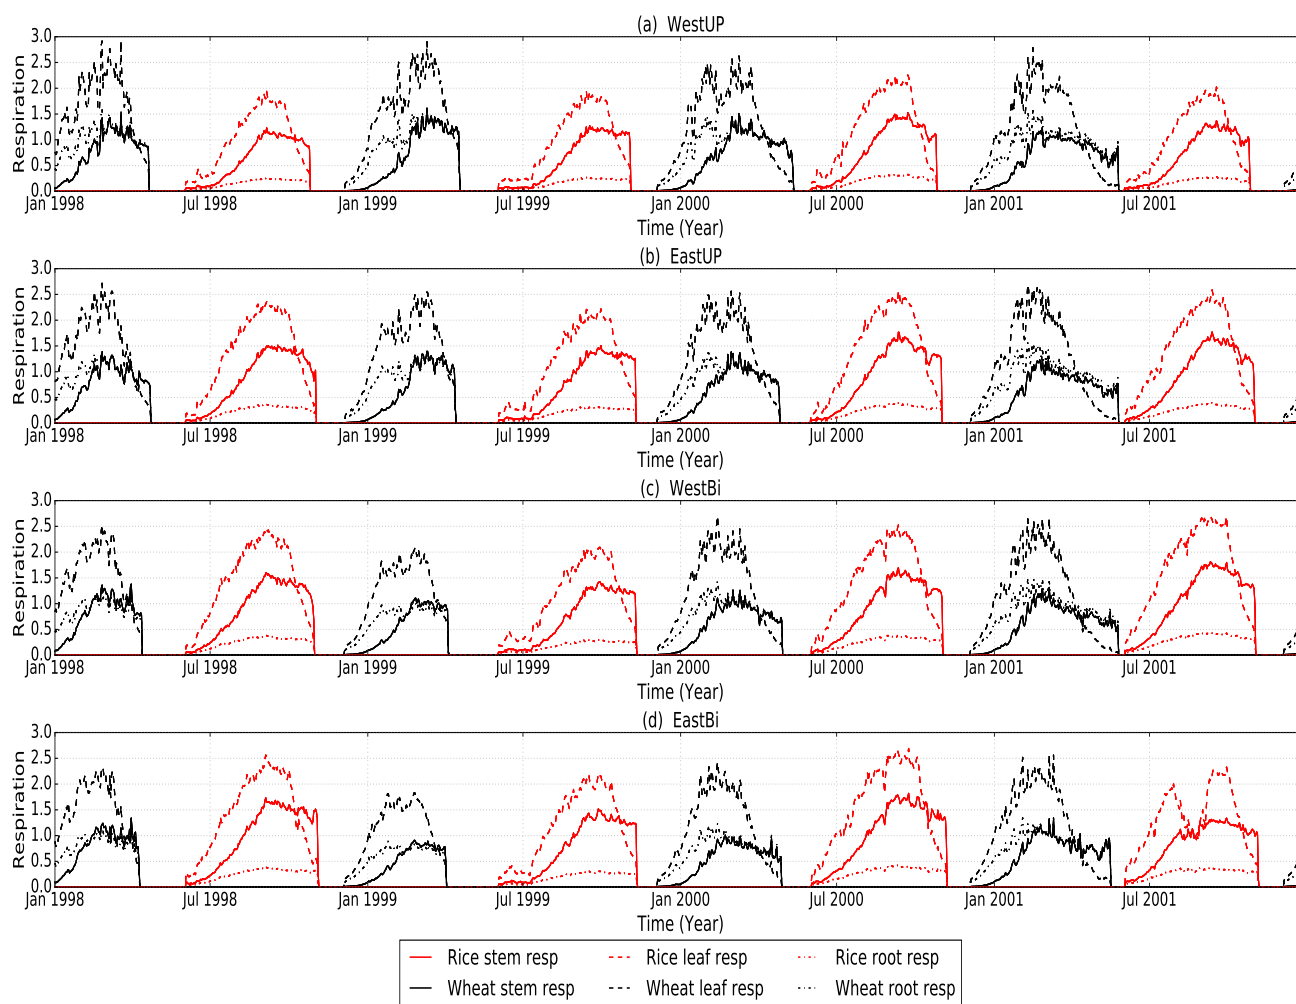 (a) WestUP
3.0
2.5
2.0
1.5
1.0
0.5
0.0
Respiration
Jan 1998 Jul 1998 Jan 1999 Jul 1999 Jan 2000 Jul 2000 Jan 2001 Jul 2001
Time (Year)
(b) EastUP
3.0
2.5
2.0
1.5
1.0
0.5
0.0
Respiration
Jan 1998 Jul 1998 Jan 1999 Jul 1999 Jan 2000 Jul 2000 Jan 2001 Jul 2001
Time (Year)
(c) WestBi
3.0
2.5
2.0
1.5
1.0
0.5
0.0
Respiration
Jan 1998 Jul 1998 Jan 1999 Jul 1999 Jan 2000 Jul 2000 Jan 2001 Jul 2001
Time (Year)
(d) EastBi
3.0
2.5
2.0
1.5
1.0
0.5
0.0
Respiration
Jan 1998 Jul 1998 Jan 1999 Jul 1999 Jan 2000 Jul 2000 Jan 2001 Jul 2001
Time (Year)
Rice stem resp Rice leaf resp Rice root resp
Wheat stem resp Wheat leaf resp Wheat root resp